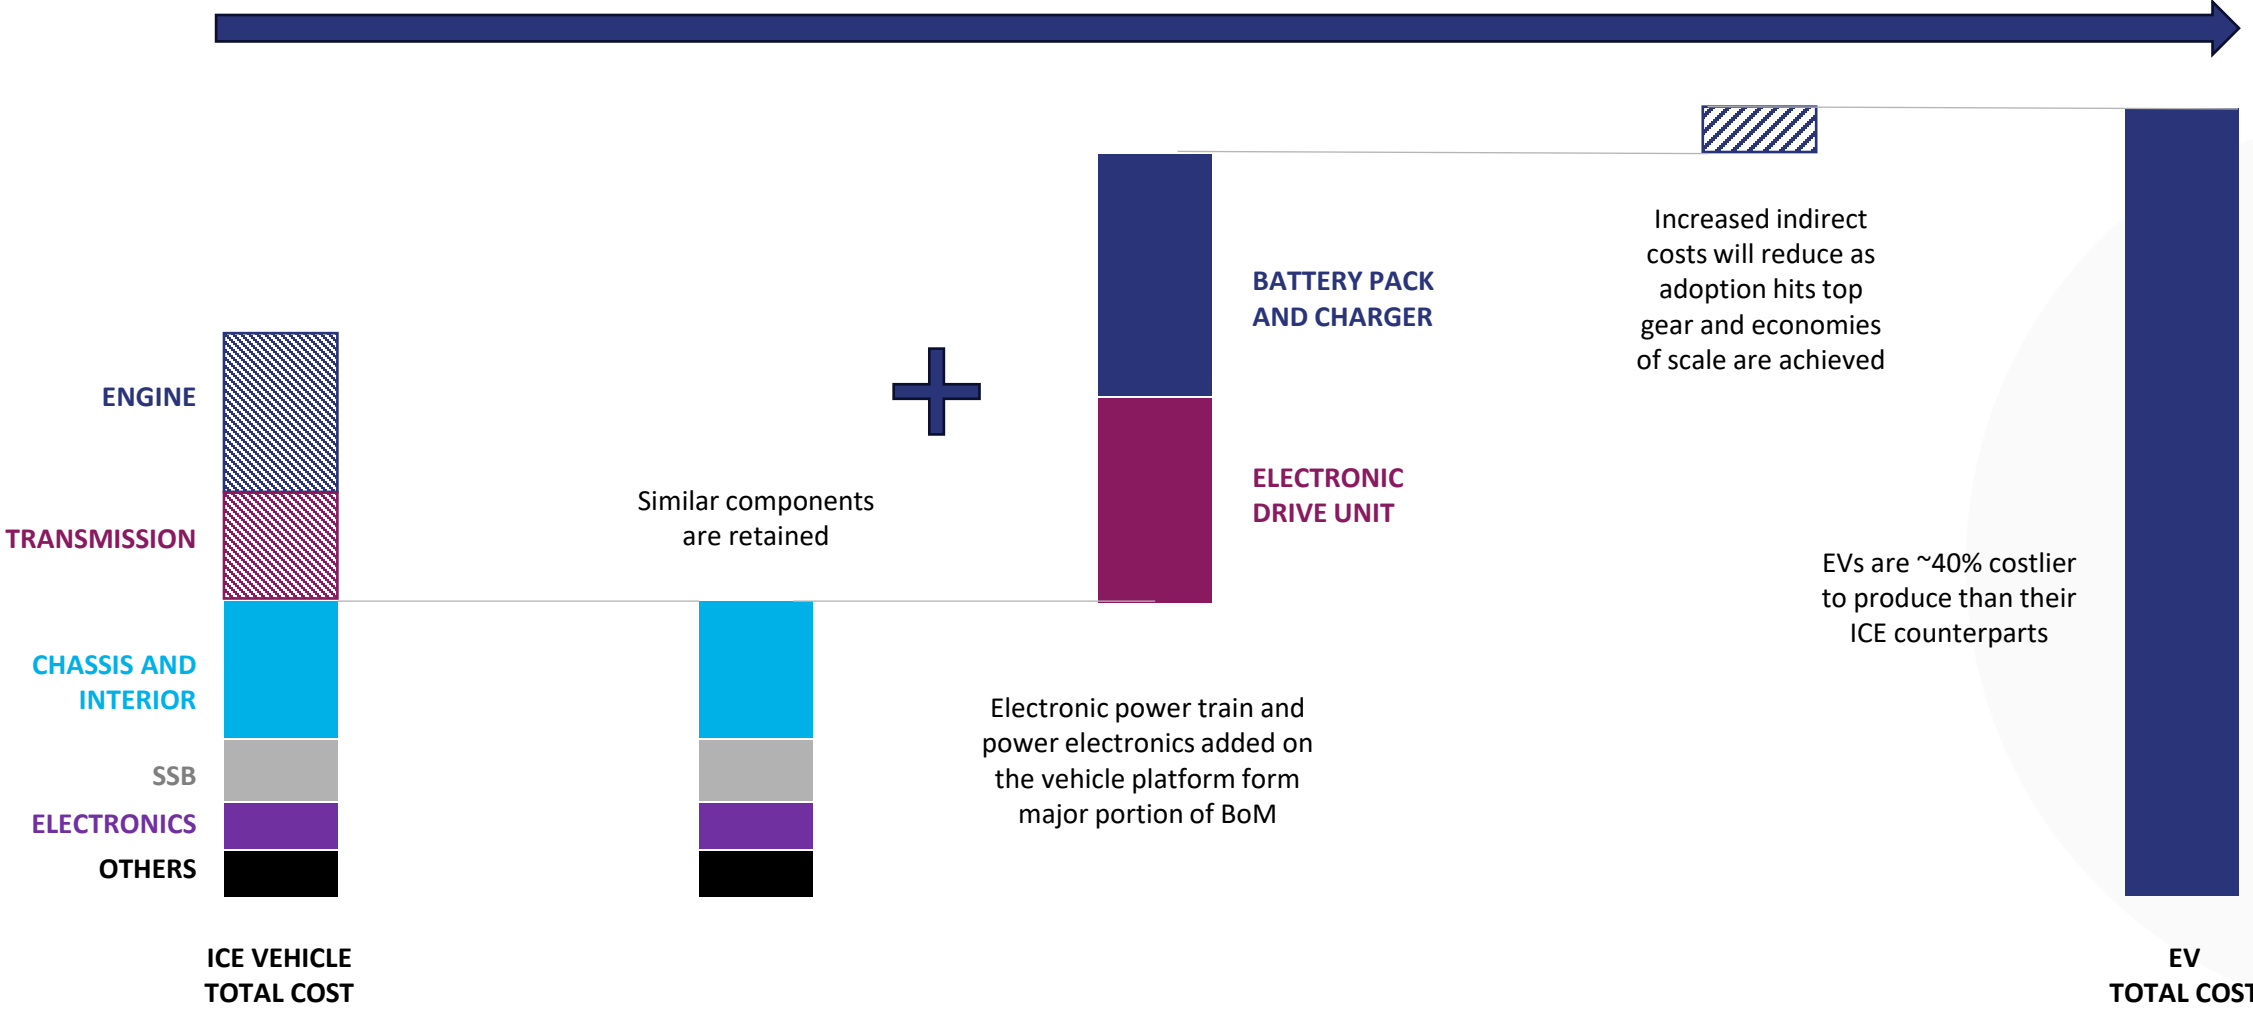 ENGINE
TRANSMISSION
CHASSIS AND
INTERIOR
SSB
ELECTRONICS
OTHERS
ICE VEHICLE
TOTAL COST
Similar components
are retained
BATTERY PACK
AND CHARGER
ELECTRONIC
DRIVE UNIT
Electronic power train and
power electronics added on
the vehicle platform form
major portion of BoM
Increased indirect
costs will reduce as
adoption hits top
gear and economies
of scale are achieved
EVs are ~40% costlier
to produce than their
ICE counterparts
EV
TOTAL COST